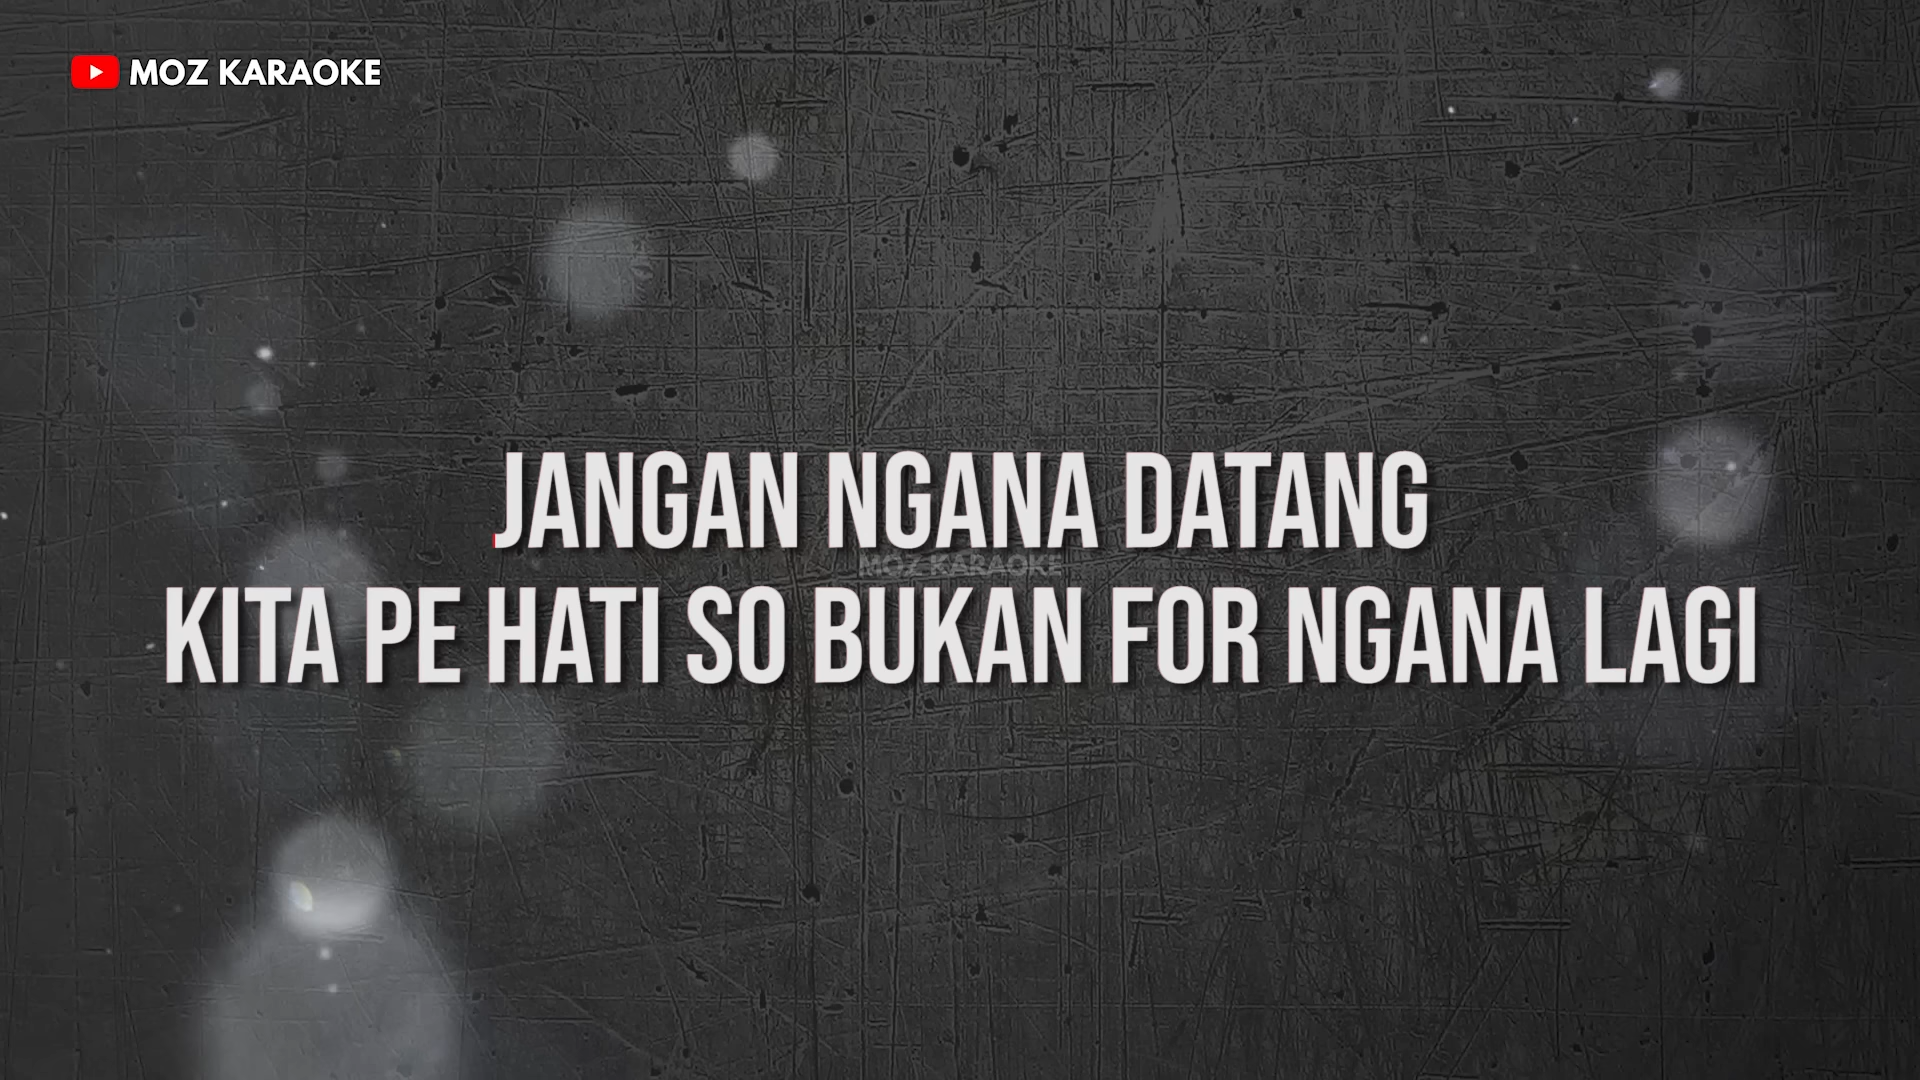 MOZ KARAOKE
JANGAN NGANA DATANG
MOZ KARAOKE
KITA PE HATI SO BUKAN FOR NGANA LAGI